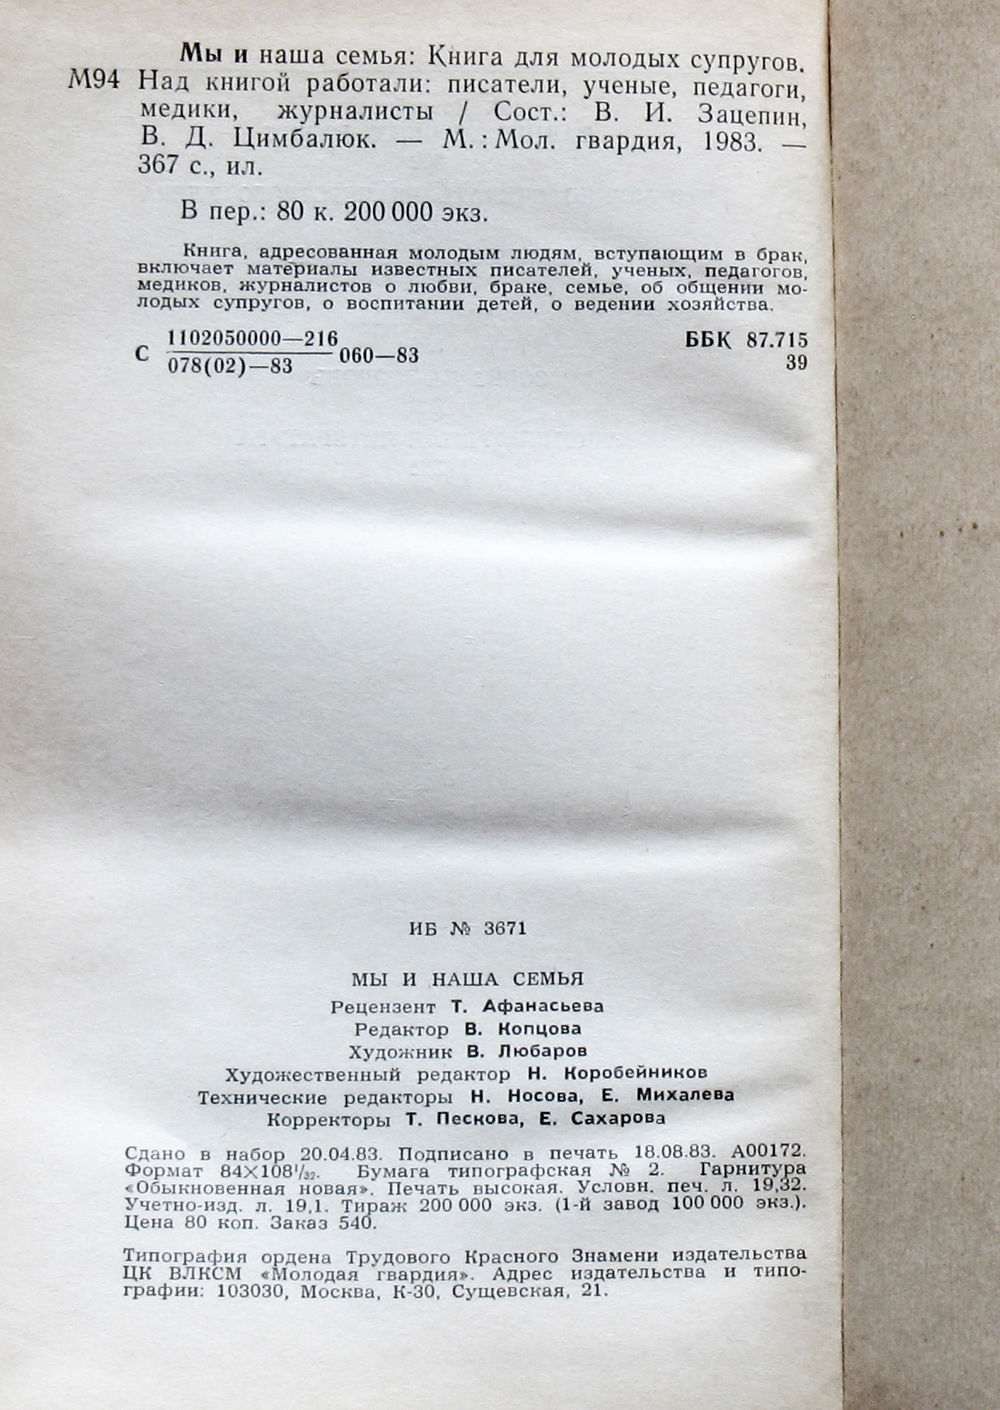 Мы и наша семья: Книга для молодых супругов.
М94 Над книгой работали: писатели, ученые, педагоги,
медики, журналисты / Сост.: В. И. Зацепин,
В. Д. Цимбалюк. — М. : Мол. гвардия, 1983. —
367 с., ил.
В пер.: 80 к. 200 000 экз.
Книга, адресованная молодым людям, вступающим в брак,
включает материалы известных писателей, ученых, педагогов,
медиков, журналистов о любви, браке, семье, об общении мо-
лодых супругов, о воспитании детей, о ведении хозяйства.
С 1102050000—216
078(02)—83 060—83
ББК 87.715
39
ИБ № 3671
МЫ И НАША СЕМЬЯ
Рецензент Т. Афанасьева
Редактор В. Копцова
Художник В. Любаров
Художественный редактор Н. Коробейников
Технические редакторы Н. Носова, Е. Михалева
Корректоры Т. Пескова, Е. Сахарова
Сдано в набор 20.04.83. Подписано в печать 18.08.83. А00172.
Формат 84×108¹/₃₂. Бумага типографская № 2. Гарнитура
«Обыкновенная новая». Печать высокая. Условн. печ. л. 19,32.
Учетно-изд. л. 19,1. Тираж 200 000 экз. (1-й завод 100 000 экз.).
Цена 80 коп. Заказ 540.
Типография ордена Трудового Красного Знамени издательства
ЦК ВЛКСМ «Молодая гвардия». Адрес издательства и типо-
графии: 103030, Москва, К-30, Сущевская, 21.